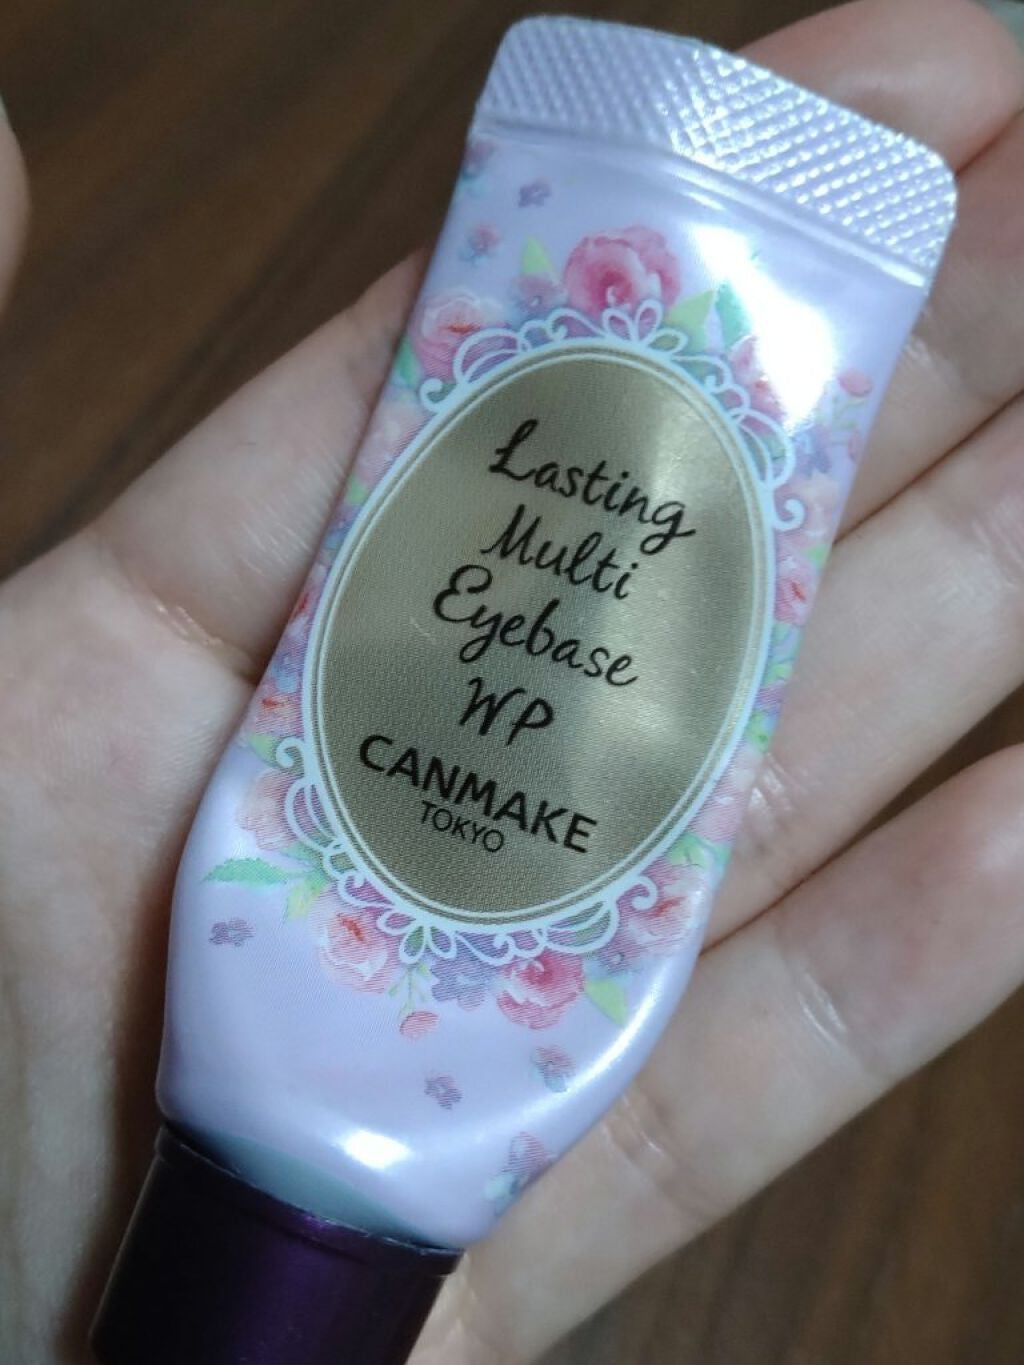 Lasting
Multi
Eyebase
WP
CANMAKE
TOKYO